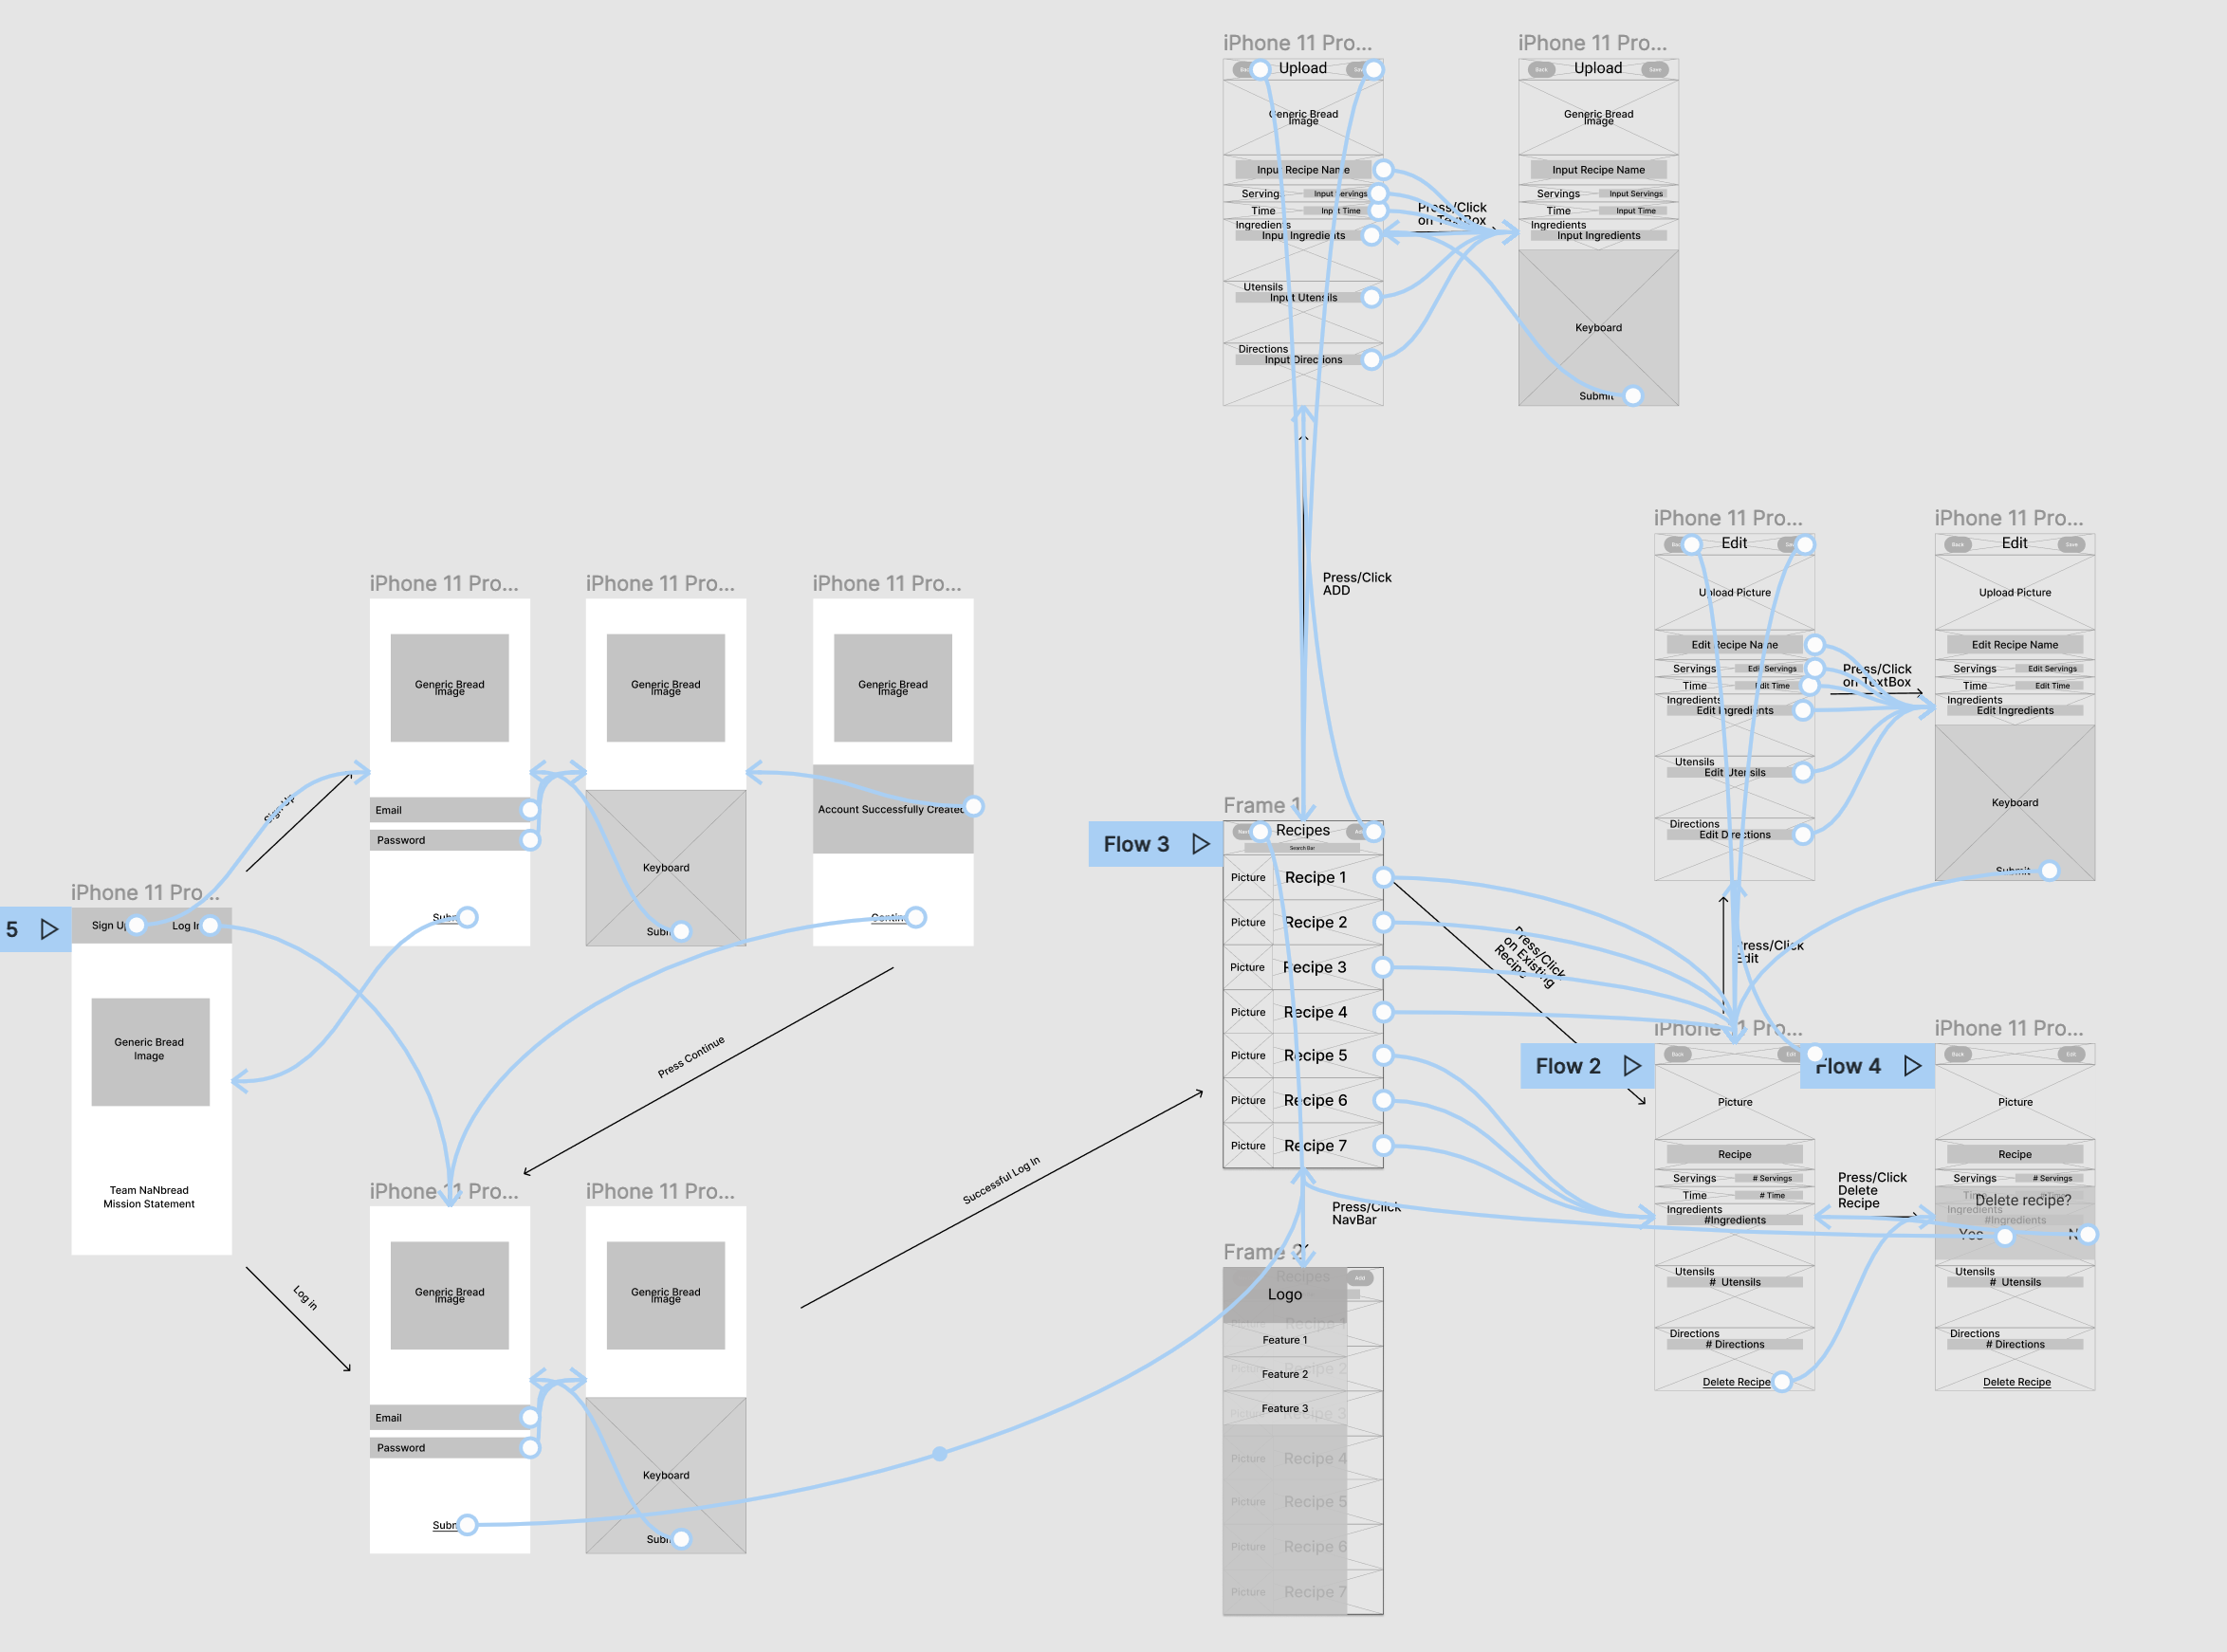 iPhone 11 Pro...
Upload
Generic Bread
Image
Input Recipe Name
Servings
Input Servings
Time
Input Time
Ingredients
Input Ingredients
Utensils
Input Utensils
Directions
Input Directions
Press/Click
on TextBox
iPhone 11 Pro...
Back
Upload
Save
Generic Bread
Image
Input Recipe Name
Servings
Input Servings
Time
Input Time
Ingredients
Input Ingredients
Keyboard
Submit
Press/Click
ADD
iPhone 11 Pro...
Edit
Upload Picture
Edit Recipe Name
Servings
Edit Servings
Time
Edit Time
Ingredients
Edit Ingredients
Utensils
Edit Utensils
Directions
Edit Directions
Press/Click
on TextBox
iPhone 11 Pro...
Back
Edit
Save
Upload Picture
Edit Recipe Name
Servings
Edit Servings
Time
Edit Time
Ingredients
Edit Ingredients
Keyboard
Submit
Press/Click
Edit
5
iPhone 11 Pro...
Sign Up
Log In
Generic Bread
Image
Team NaNbread
Mission Statement
Sign Up
Log in
iPhone 11 Pro...
Generic Bread
Image
Email
Password
Submit
iPhone 11 Pro...
Generic Bread
Image
Keyboard
Submit
iPhone 11 Pro...
Generic Bread
Image
Account Successfully Created
Continue
Press Continue
iPhone 11 Pro...
Generic Bread
Image
Email
Password
Submit
iPhone 11 Pro...
Generic Bread
Image
Keyboard
Submit
Successful Log In
Frame 1
Flow 3
Recipes
Search Bar
Picture
Recipe 1
Picture
Recipe 2
Picture
Recipe 3
Picture
Recipe 4
Picture
Recipe 5
Picture
Recipe 6
Picture
Recipe 7
Press/Click
on Existing
Recipe
Press/Click
NavBar
Frame 2
Recipes
Add
Logo
Recipe 1
Feature 1
Picture
Recipe 2
Feature 2
Picture
Recipe 3
Feature 3
Picture
Recipe 4
Picture
Recipe 5
Picture
Recipe 6
Picture
Recipe 7
Flow 2
iPhone 11 Pro...
Back
Edit
Picture
Recipe
Servings
# Servings
Time
# Time
Ingredients
#Ingredients
Utensils
# Utensils
Directions
# Directions
Delete Recipe
Press/Click
Delete
Recipe
Flow 4
iPhone 11 Pro...
Back
Edit
Picture
Recipe
Servings
# Servings
Time
Delete recipe?
Ingredients
#Ingredients
Yes
No
Utensils
# Utensils
Directions
# Directions
Delete Recipe